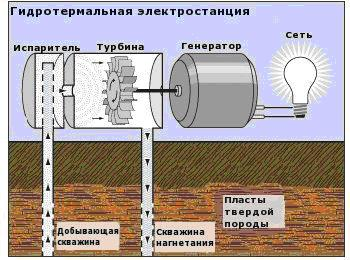 Гидротермальная электростанция
Испаритель Турбина Генератор Сеть
Добывающая
скважина
Скважина
нагнетания
Пласты
твердой
породы